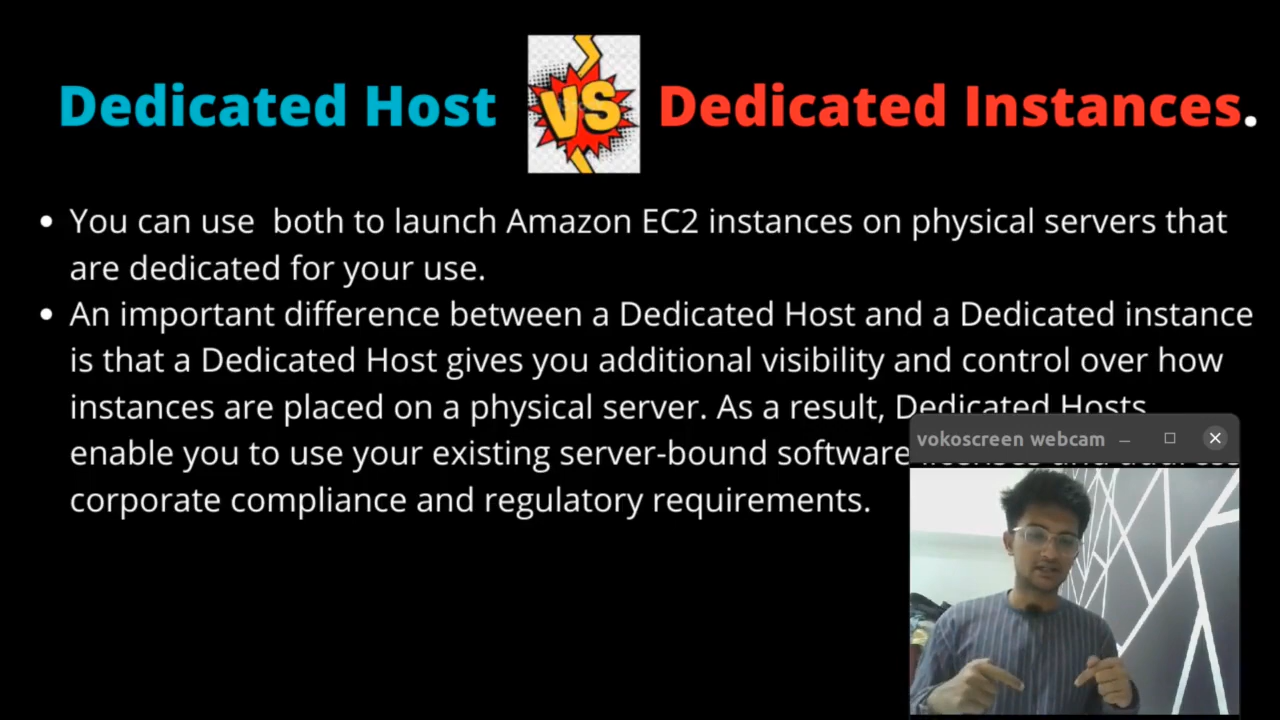 Dedicated Host VS Dedicated Instances.
• You can use both to launch Amazon EC2 instances on physical servers that
are dedicated for your use.
• An important difference between a Dedicated Host and a Dedicated instance
is that a Dedicated Host gives you additional visibility and control over how
instances are placed on a physical server. As a result, Dedicated Hosts
enable you to use your existing server-bound software
corporate compliance and regulatory requirements.
vokoscreen webcam